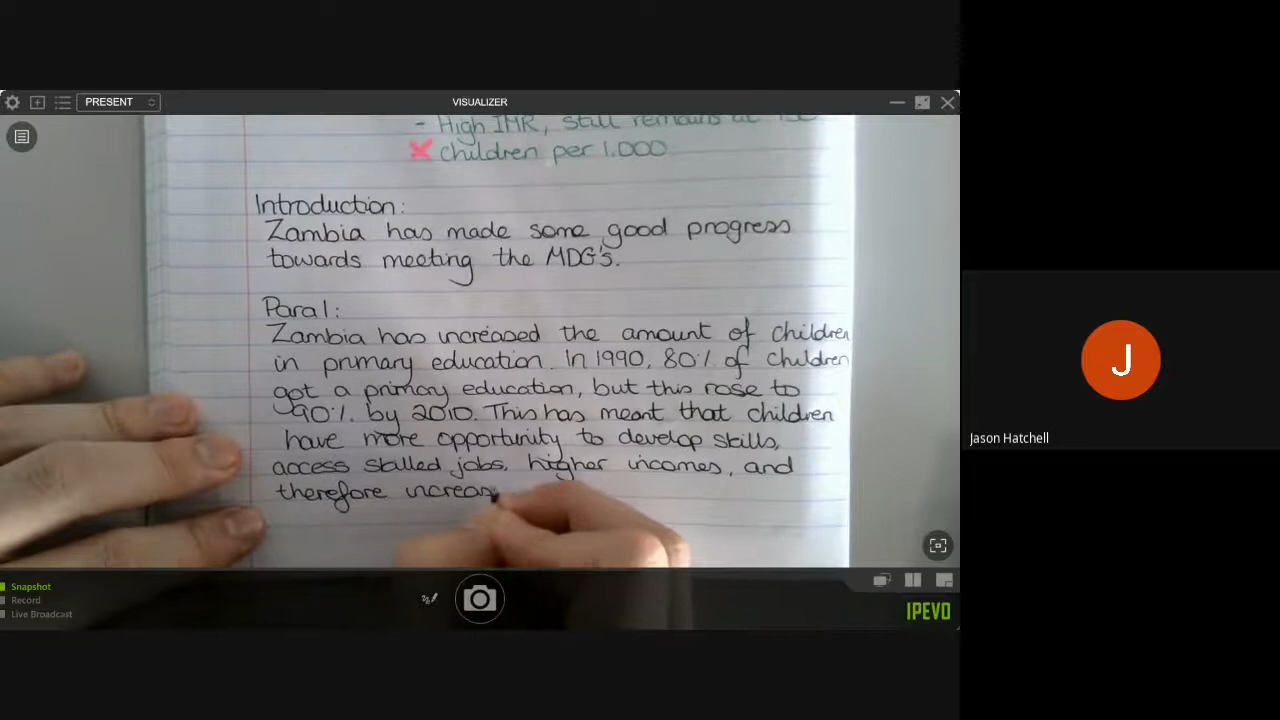 PRESENT
VISUALIZER
- High IMR, still remains at
children per 1.000
Introduction:
Zambia has made some good progress
towards meeting the MDG's.
Para 1:
Zambia has increased the amount of children
in primary education. In 1990, 80% of children
got a primary education, but this rose to
90% by 2010. This has meant that children
have more opportunity to develop skills,
access skilled jobs, higher incomes, and
therefore increas
J
Jason Hatchell
Snapshot
Record
Live Broadcast
IPEVO